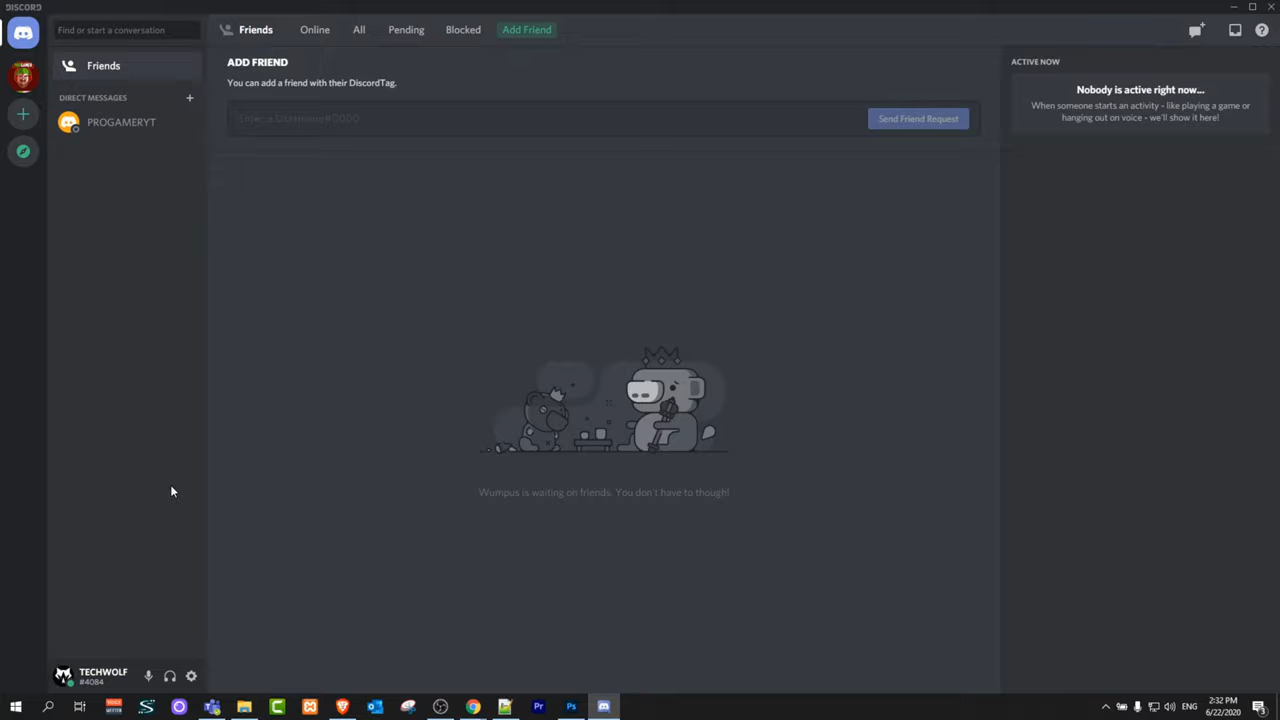 DISCORD
Find or start a conversation
Friends
Online
All
Pending
Blocked
Add Friend
Friends
DIRECT MESSAGES
PROGAMERYT
ADD FRIEND
You can add a friend with their DiscordTag.
Enter a Username#0000
Send Friend Request
Wumpus is waiting on friends. You don't have to though!
ACTIVE NOW
Nobody is active right now...
When someone starts an activity - like playing a game or
hanging out on voice - we'll show it here!
TECHWOLF
#4084
Pr
Ps
ENG
2:32 PM
6/22/2020